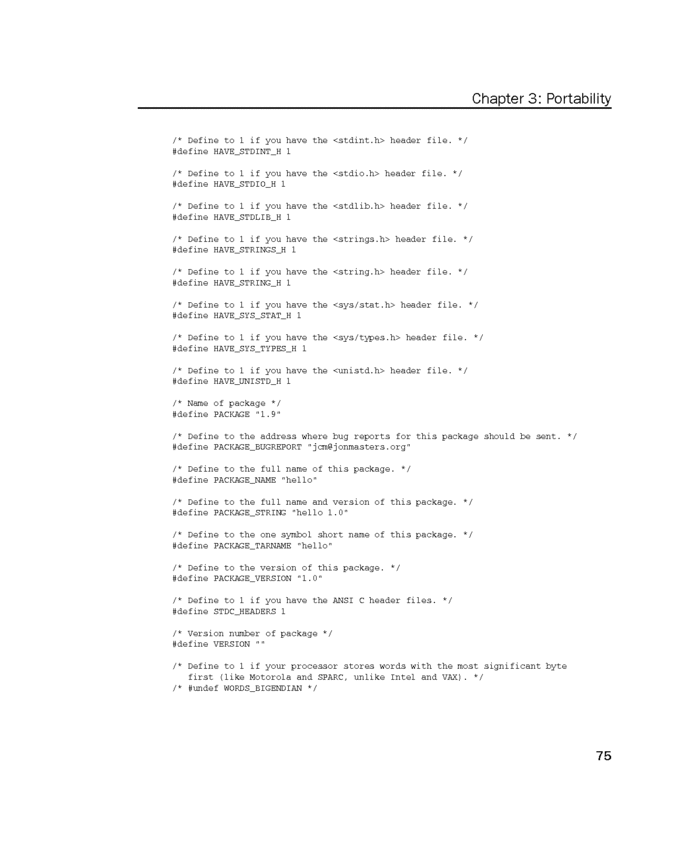 Chapter 3: Portability
/* Define to 1 if you have the <stdint.h> header file. */
#define HAVE_STDINT_H 1
/* Define to 1 if you have the <stdio.h> header file. */
#define HAVE_STDIO_H 1
/* Define to 1 if you have the <stdlib.h> header file. */
#define HAVE_STDLIB_H 1
/* Define to 1 if you have the <strings.h> header file. */
#define HAVE_STRINGS_H 1
/* Define to 1 if you have the <string.h> header file. */
#define HAVE_STRING_H 1
/* Define to 1 if you have the <sys/stat.h> header file. */
#define HAVE_SYS_STAT_H 1
/* Define to 1 if you have the <sys/types.h> header file. */
#define HAVE_SYS_TYPES_H 1
/* Define to 1 if you have the <unistd.h> header file. */
#define HAVE_UNISTD_H 1
/* Name of package */
#define PACKAGE "1.9"
/* Define to the address where bug reports for this package should be sent. */
#define PACKAGE_BUGREPORT "jcm@jonmasters.org"
/* Define to the full name of this package. */
#define PACKAGE_NAME "hello"
/* Define to the full name and version of this package. */
#define PACKAGE_STRING "hello 1.0"
/* Define to the one symbol short name of this package. */
#define PACKAGE_TARNAME "hello"
/* Define to the version of this package. */
#define PACKAGE_VERSION "1.0"
/* Define to 1 if you have the ANSI C header files. */
#define STDC_HEADERS 1
/* Version number of package */
#define VERSION ""
/* Define to 1 if your processor stores words with the most significant byte
first (like Motorola and SPARC, unlike Intel and VAX). */
/* #undef WORDS_BIGENDIAN */
75